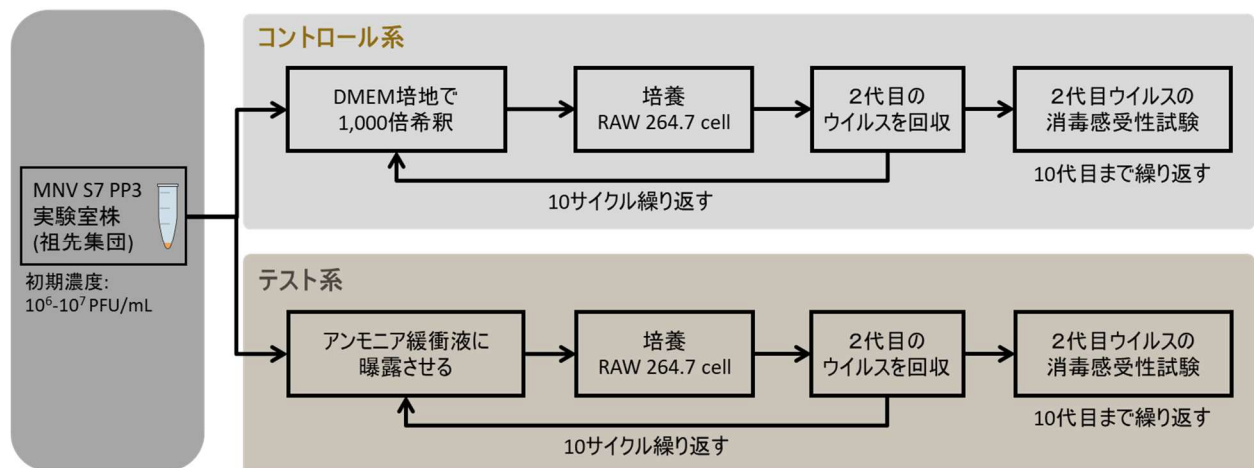 MNV S7 PP3
実験室株
(祖先集団)
初期濃度:
10⁶-10⁷ PFU/mL
コントロール系
DMEM培地で
1,000倍希釈
培養
RAW 264.7 cell
２代目の
ウイルスを回収
２代目ウイルスの
消毒感受性試験
10サイクル繰り返す
10代目まで繰り返す
テスト系
アンモニア緩衝液に
曝露させる
培養
RAW 264.7 cell
２代目の
ウイルスを回収
２代目ウイルスの
消毒感受性試験
10サイクル繰り返す
10代目まで繰り返す